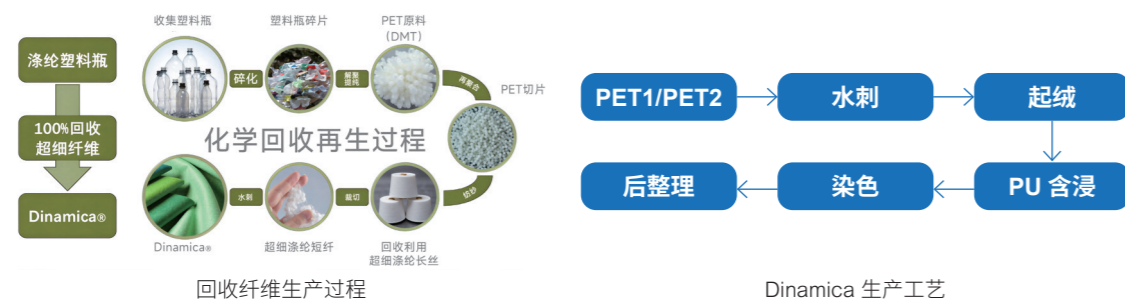 涤纶塑料瓶
100%回收
超细纤维
Dinamica®
收集塑料瓶
塑料瓶碎片
PET原料
(DMT)
碎化
解聚
提纯
再聚合
PET切片
化学回收再生过程
纺纱
裁切
水刺
Dinamica®
超细涤纶短纤
回收利用
超细涤纶长丝
回收纤维生产过程
PET1/PET2
水刺
起绒
PU 含浸
染色
后整理
Dinamica 生产工艺